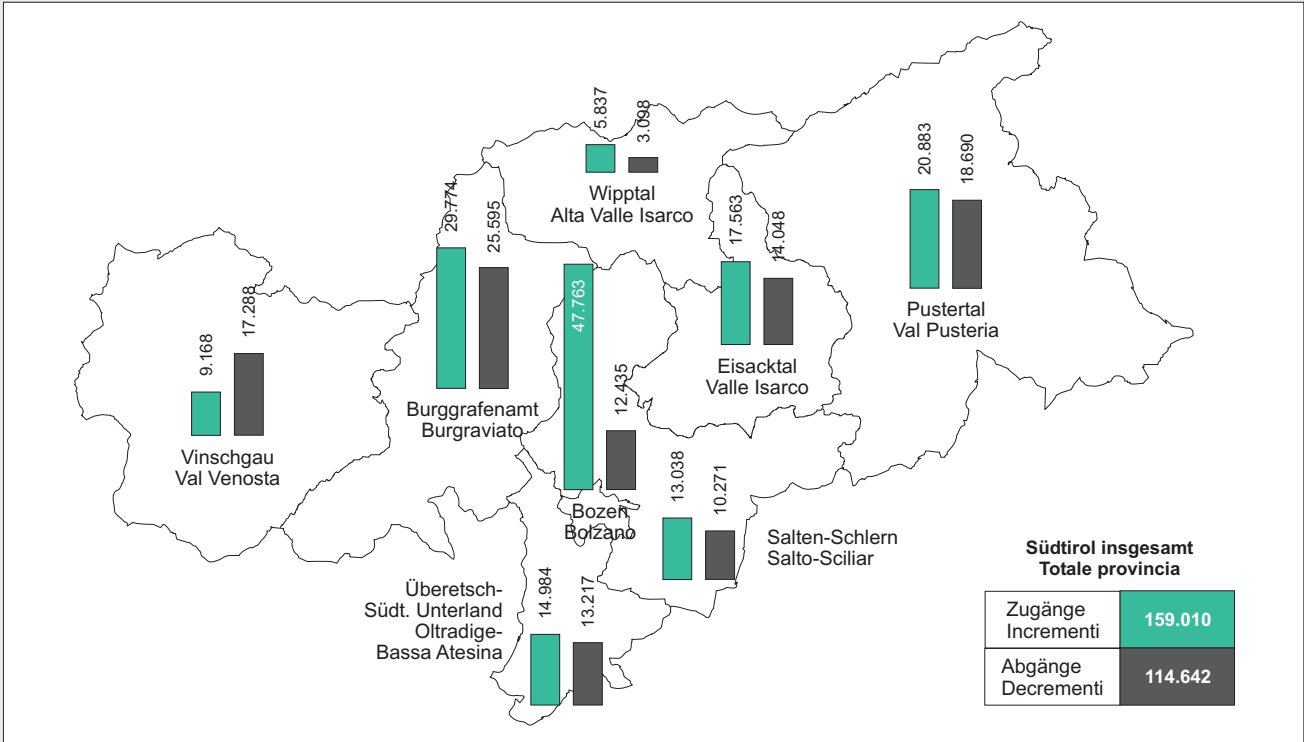 5.837
3.098
Wipptal
Alta Valle Isarco
20.883
18.690
Pustertal
Val Pusteria
29.774
25.595
Burggrafenamt
Burgraviato
17.563
14.048
Eisacktal
Valle Isarco
9.168
17.288
Vinschgau
Val Venosta
47.763
12.435
Bozen
Bolzano
13.038
10.271
Salten-Schlern
Salto-Sciliar
Überetsch-
Südt. Unterland
Oltradige-
Bassa Atesina
14.984
13.217
Südtirol insgesamt
Totale provincia
Zugänge
Incrementi
159.010
Abgänge
Decrementi
114.642